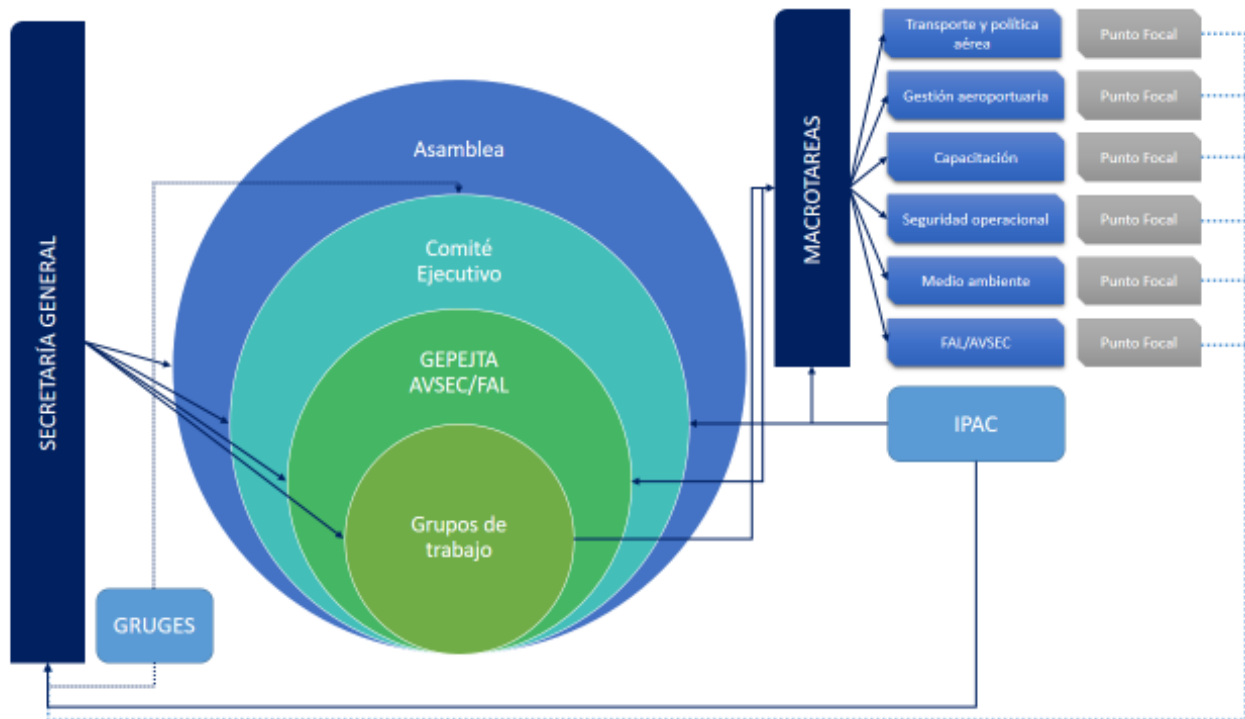 SECRETARÍA GENERAL
GRUGES
Asamblea
Comité
Ejecutivo
GEPEJTA
AVSEC/FAL
Grupos de
trabajo
MACROTAREAS
Transporte y política
aérea
Punto Focal
Gestión aeroportuaria
Punto Focal
Capacitación
Punto Focal
Seguridad operacional
Punto Focal
Medio ambiente
Punto Focal
FAL/AVSEC
Punto Focal
IPAC